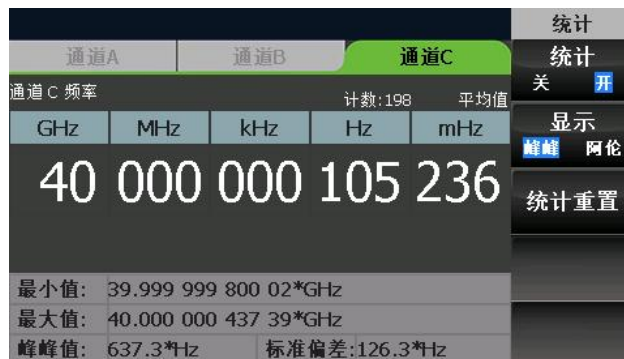 统计
通道A 通道B 通道C
统计
关 开
通道 C 频率 计数:198 平均值
显示
峰峰 阿伦
GHz MHz kHz Hz mHz
40 000 000 105 236
统计重置
最小值: 39.999 999 800 02*GHz
最大值: 40.000 000 437 39*GHz
峰峰值: 637.3*Hz 标准偏差:126.3*Hz